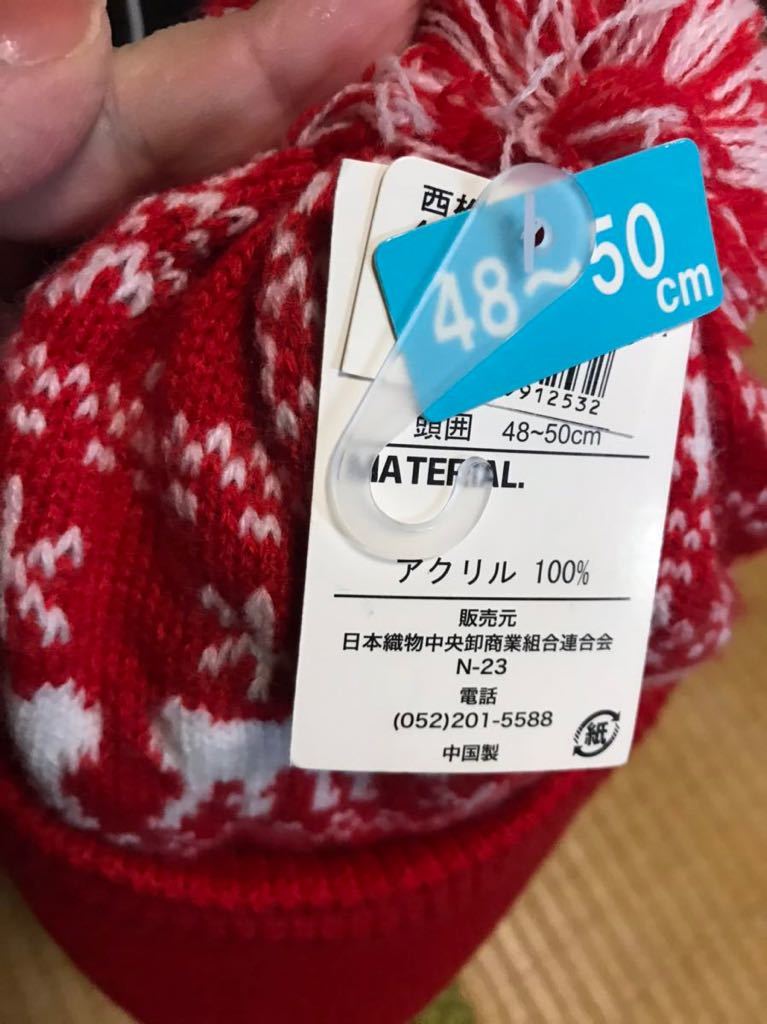 西
48~50cm
912532
頭囲 48~50cm
MATERIAL.
アクリル 100%
販売元
日本織物中央卸商業組合連合会
N-23
電話
(052)201-5588
中国製
紙